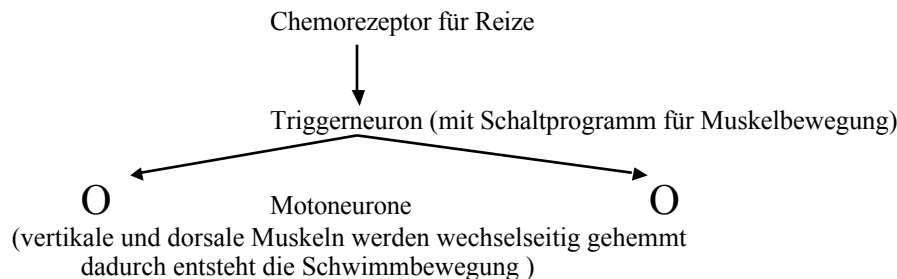 Chemorezeptor für Reize
Triggerneuron (mit Schaltprogramm für Muskelbewegung)
O Motoneurone O
(vertikale und dorsale Muskeln werden wechselseitig gehemmt
dadurch entsteht die Schwimmbewegung )